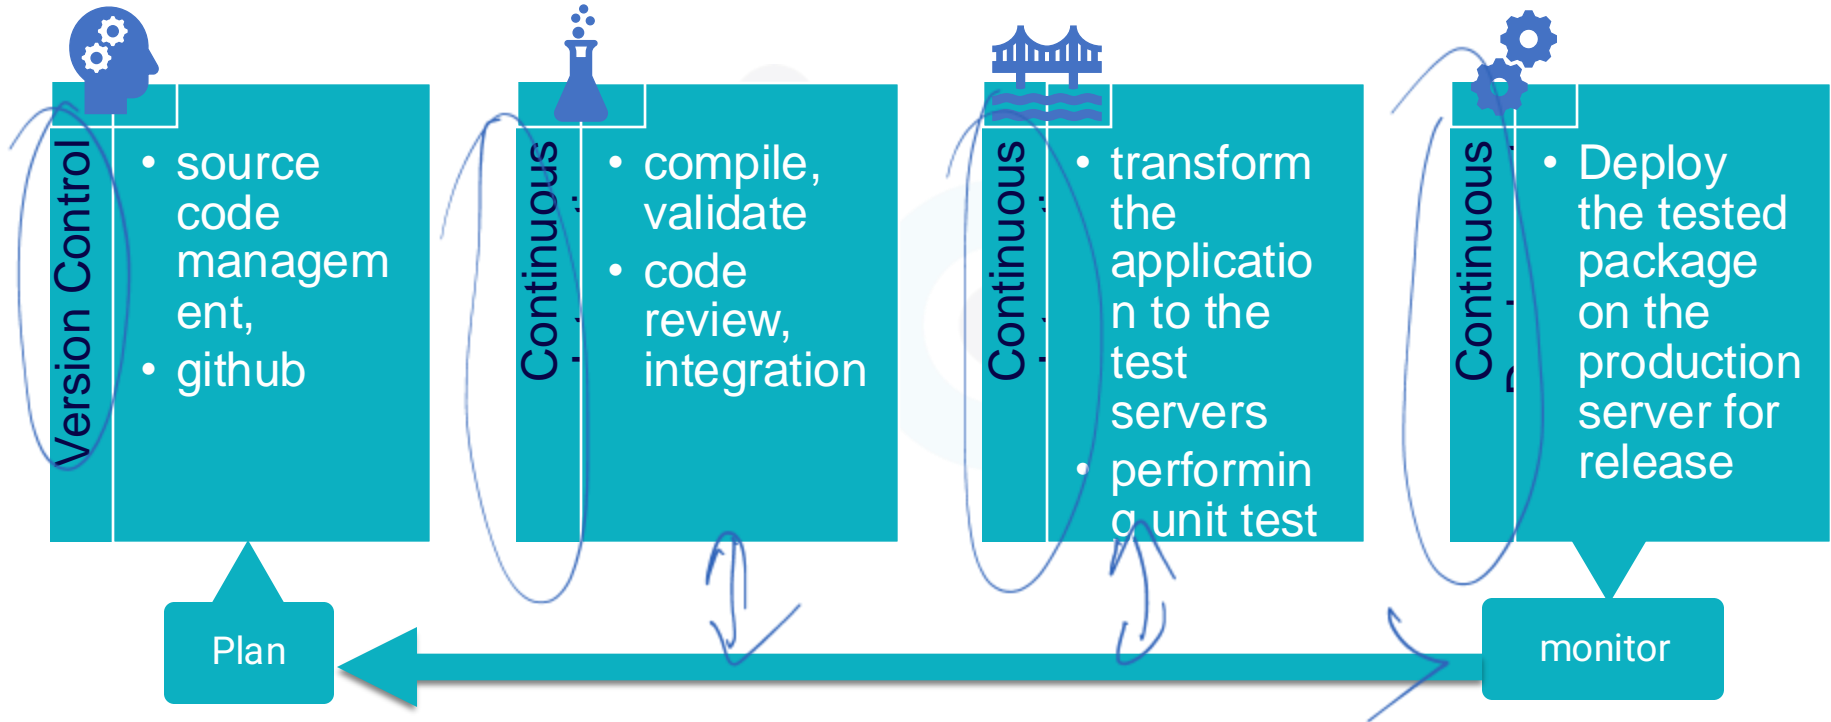 Version Control
• source
code
managem
ent,
• github
Continuous
• compile,
validate
• code
review,
integration
Continuous
• transform
the
applicatio
n to the
test
servers
• performin
g unit test
Continuous
• Deploy
the tested
package
on the
production
server for
release
Plan
monitor